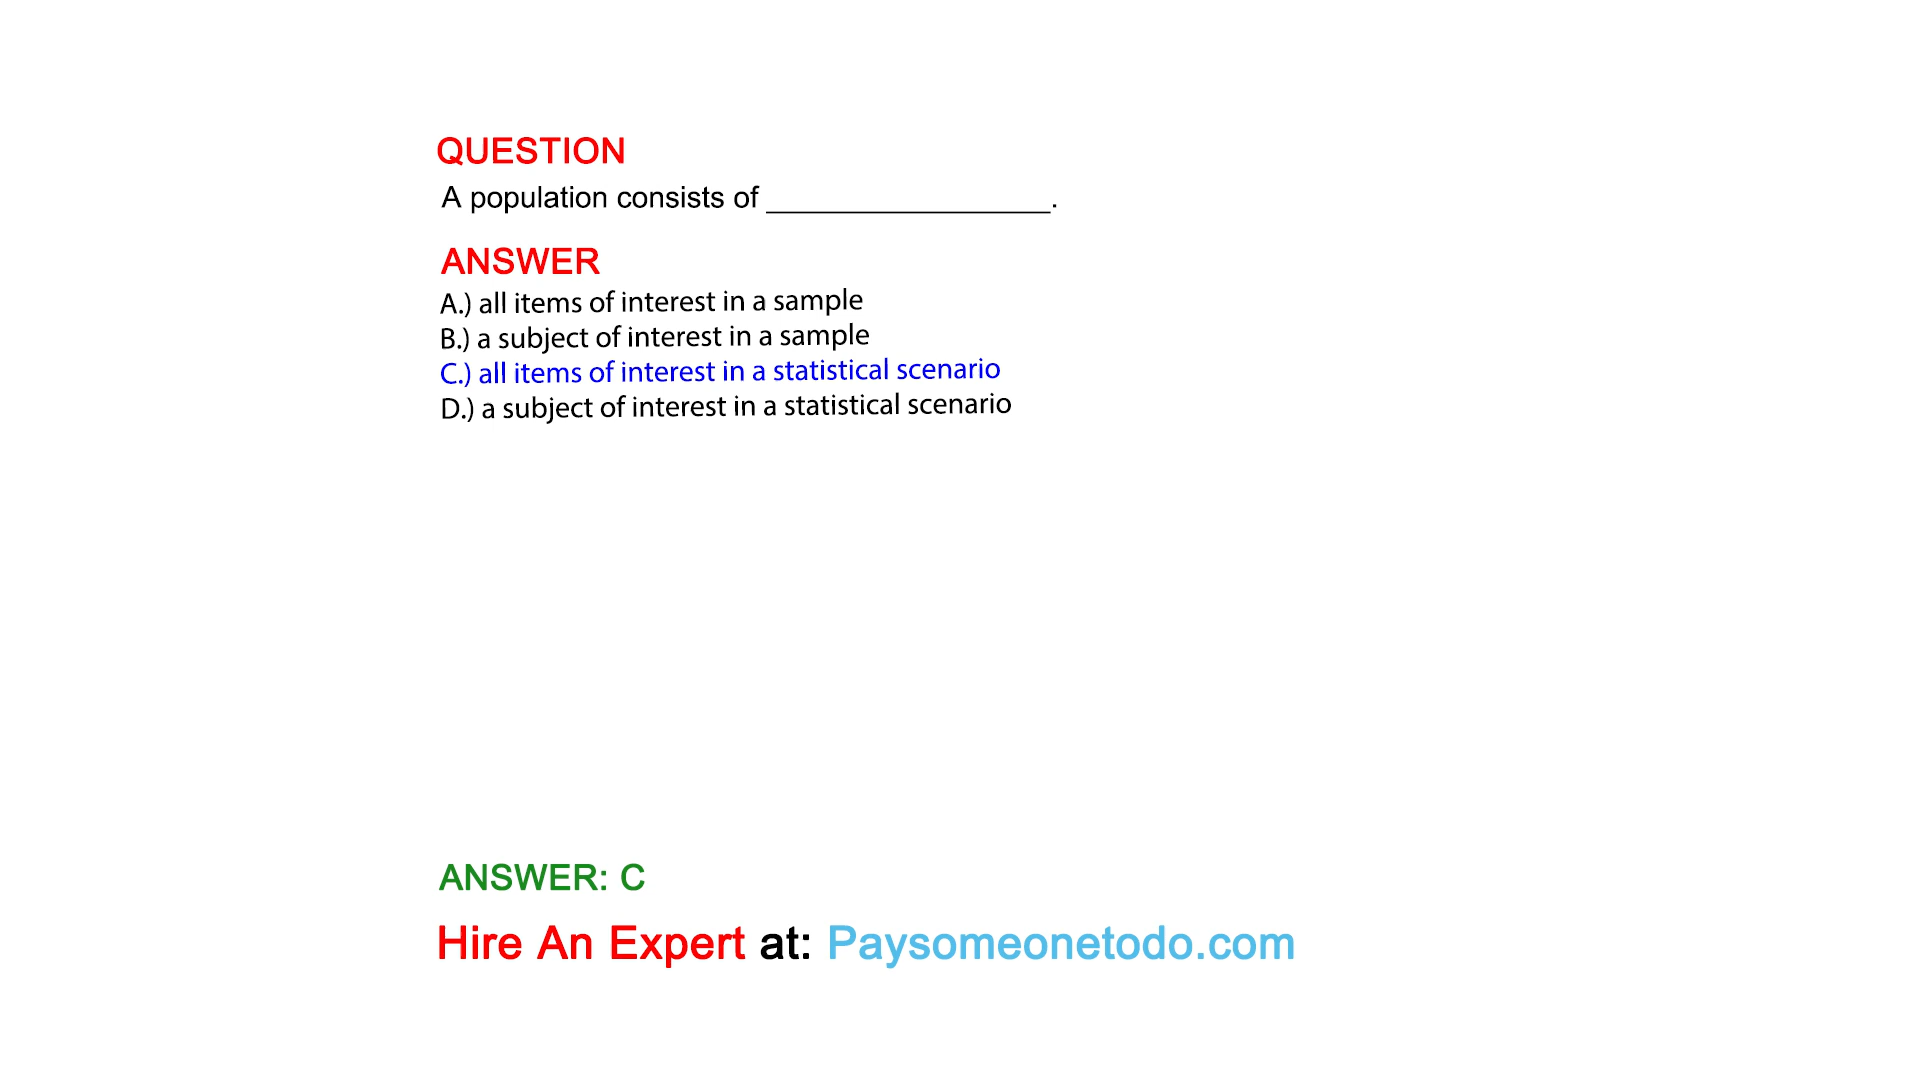 QUESTION
A population consists of _________________.
ANSWER
A.) all items of interest in a sample
B.) a subject of interest in a sample
C.) all items of interest in a statistical scenario
D.) a subject of interest in a statistical scenario
ANSWER: C
Hire An Expert at: Paysomeonetodo.com